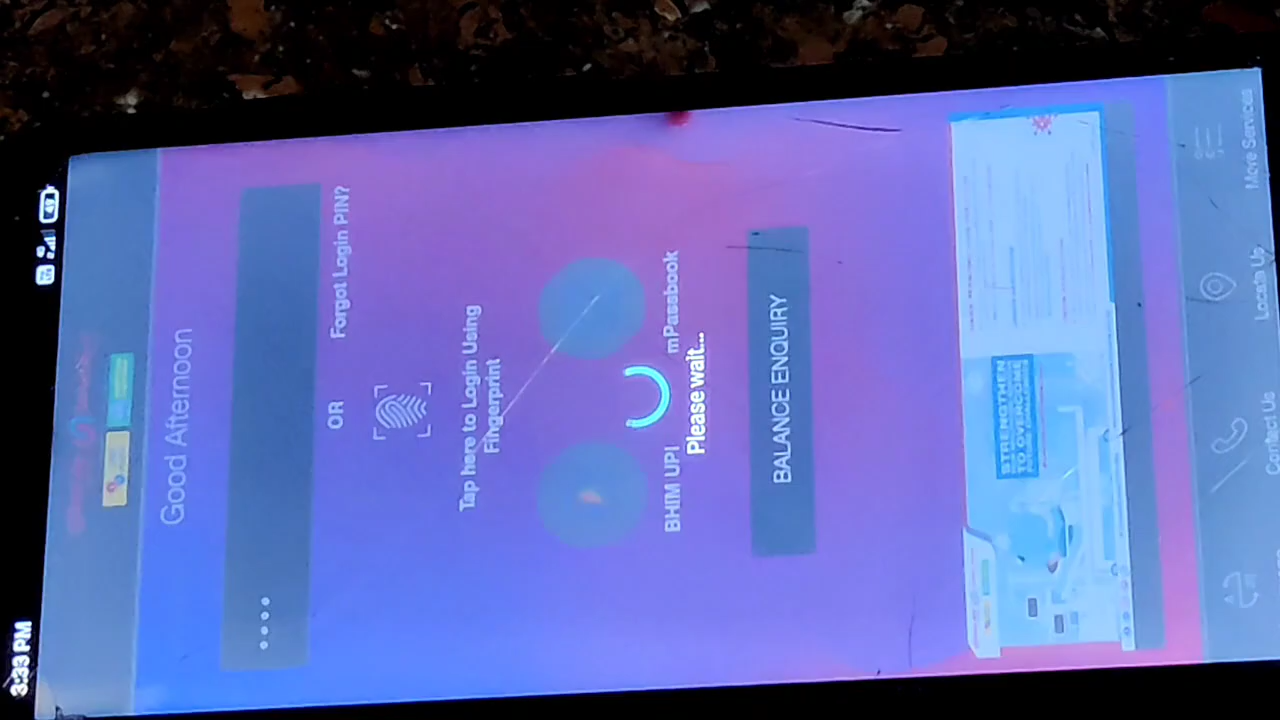 3:33 PM
49
Good Afternoon
••••
OR
Forgot Login PIN?
Tap here to Login Using
Fingerprint
BHIM UPI
mPassbook
Please wait...
BALANCE ENQUIRY
STRENGTHEN
TO OVERCOME
Contact Us
Locate Us
More Services